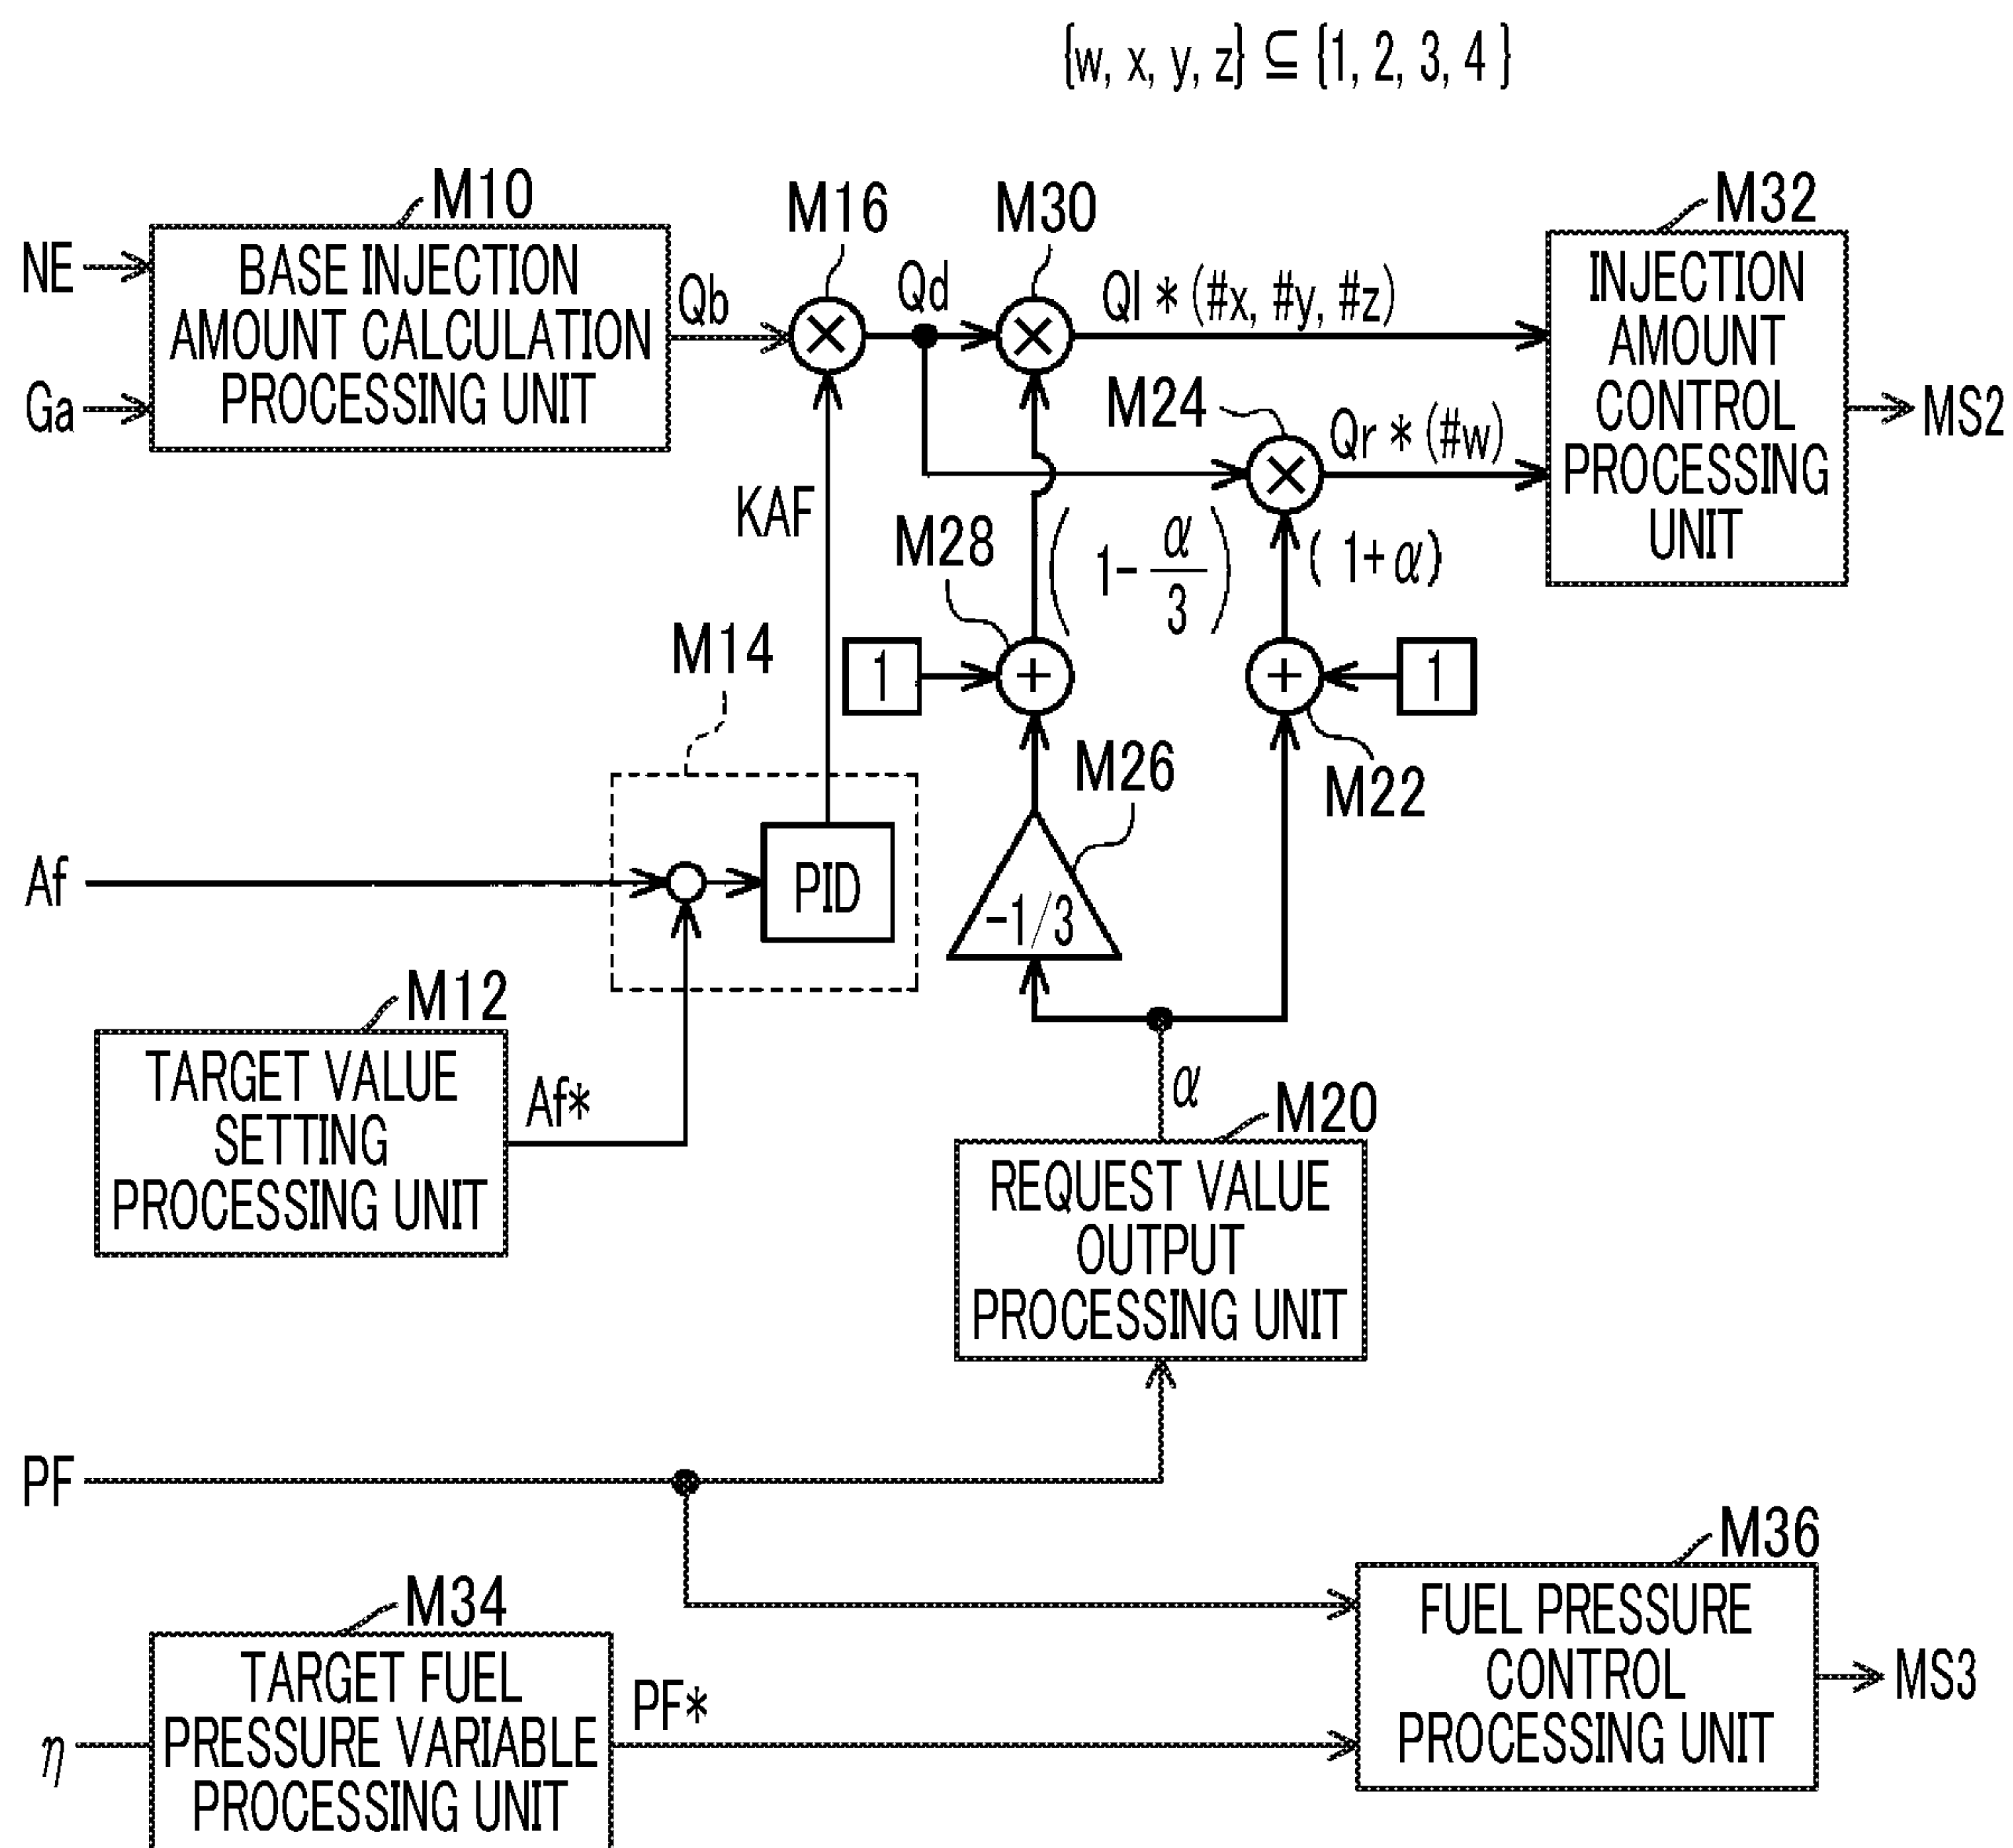 {w, x, y, z} ⊆ {1, 2, 3, 4 }
M10
M16
M30
M32
NE
Ga
BASE INJECTION
AMOUNT CALCULATION
PROCESSING UNIT
Qb
×
Qd
×
Ql * (#x, #y, #z)
INJECTION
AMOUNT
CONTROL
PROCESSING
UNIT
MS2
M24
×
Qr * (#w)
KAF
M28
(1-α/3)
(1+α)
M14
1
+
+
1
M26
M22
Af
PID
-1/3
M12
TARGET VALUE
SETTING
PROCESSING UNIT
Af*
α
M20
REQUEST VALUE
OUTPUT
PROCESSING UNIT
PF
M36
M34
FUEL PRESSURE
CONTROL
PROCESSING UNIT
MS3
η
TARGET FUEL
PRESSURE VARIABLE
PROCESSING UNIT
PF*